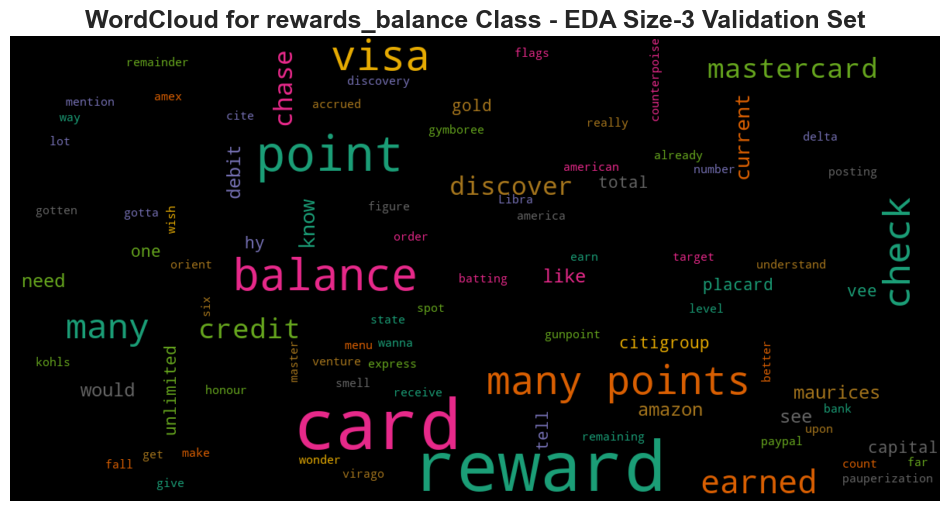 WordCloud for rewards_balance Class - EDA Size-3 Validation Set
remainder
visa
flags
counterpoise
mastercard
chase
discovery
mention
amex
accrued
gold
current
way
cite
gymboree
really
delta
lot
point
debit
american
already
number
posting
discover
total
gotten
gotta
wish
know
figure
Libra
america
check
one
hy
order
need
orient
balance
batting
like
earn
target
understand
placard
vee
six
spot
level
many
credit
state
gunpoint
citigroup
kohls
unlimited
master
menu
wanna
venture
express
better
would
honour
smell
receive
many points
maurices
card
amazon
see
bank
tell
remaining
upon
paypal
capital
fall
get
make
wonder
virago
reward
earned
count
far
give
pauperization